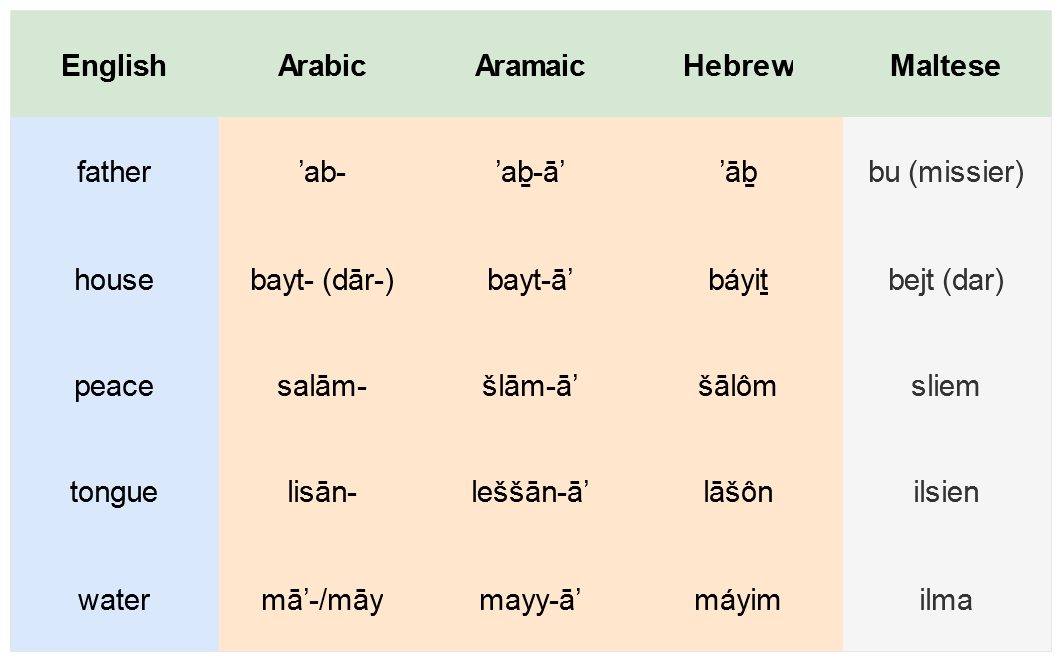 English Arabic Aramaic Hebrew Maltese
father ’ab- ’aḇ-ā’ ’āḇ bu (missier)
house bayt- (dār-) bayt-ā’ báyiṯ bejt (dar)
peace salām- šlām-ā’ šālôm sliem
tongue lisān- leššān-ā’ lāšôn ilsien
water mā’-/māy mayy-ā’ máyim ilma